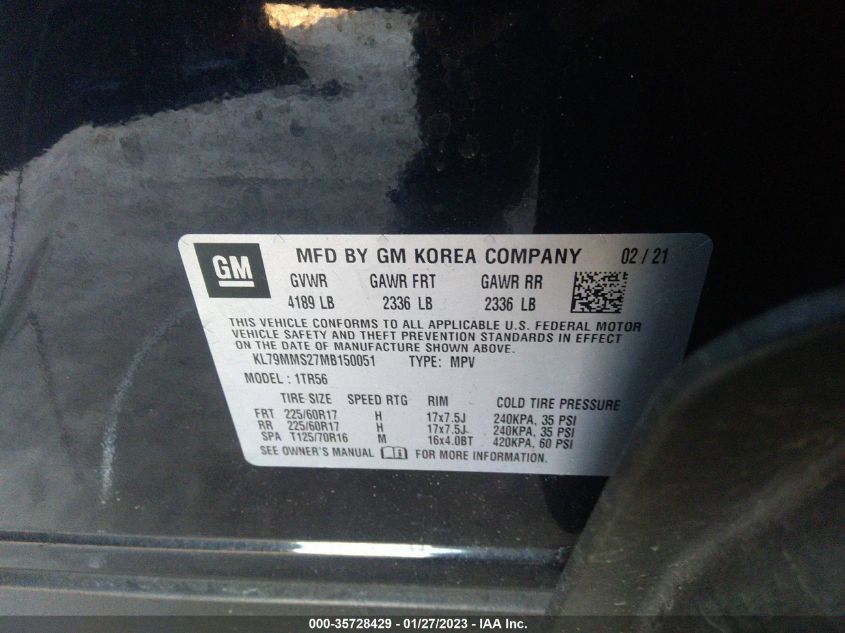 GM
MFD BY GM KOREA COMPANY 02 / 21
GVWR GAWR FRT GAWR RR
4189 LB 2336 LB 2336 LB
THIS VEHICLE CONFORMS TO ALL APPLICABLE U.S. FEDERAL MOTOR
VEHICLE SAFETY AND THEFT PREVENTION STANDARDS IN EFFECT
ON THE DATE OF MANUFACTURE SHOWN ABOVE.
KL79MMS27MB150051 TYPE: MPV
MODEL : 1TR56
TIRE SIZE SPEED RTG RIM COLD TIRE PRESSURE
FRT 225/60R17 H 17x7.5J 240KPA, 35 PSI
RR 225/60R17 H 17x7.5J 240KPA, 35 PSI
SPA T125/70R16 M 16x4.0BT 420KPA, 60 PSI
SEE OWNER'S MANUAL FOR MORE INFORMATION.
000-35728429 - 01/27/2023 - IAA Inc.